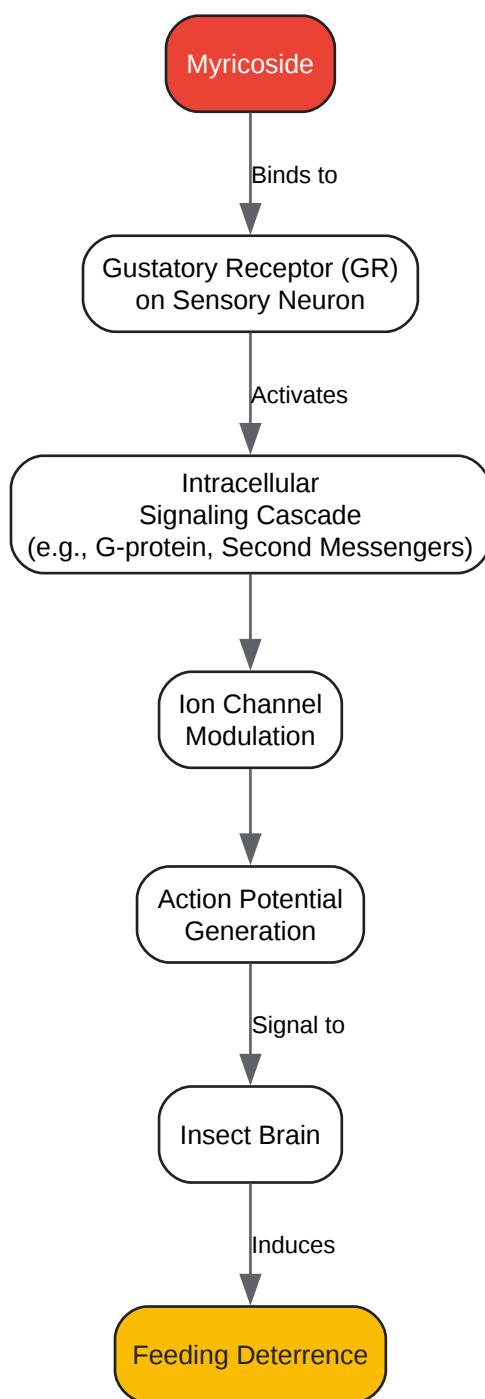 Myricoside
Binds to
Gustatory Receptor (GR)
on Sensory Neuron
Activates
Intracellular
Signaling Cascade
(e.g., G-protein, Second Messengers)
Ion Channel
Modulation
Action Potential
Generation
Signal to
Insect Brain
Induces
Feeding Deterrence